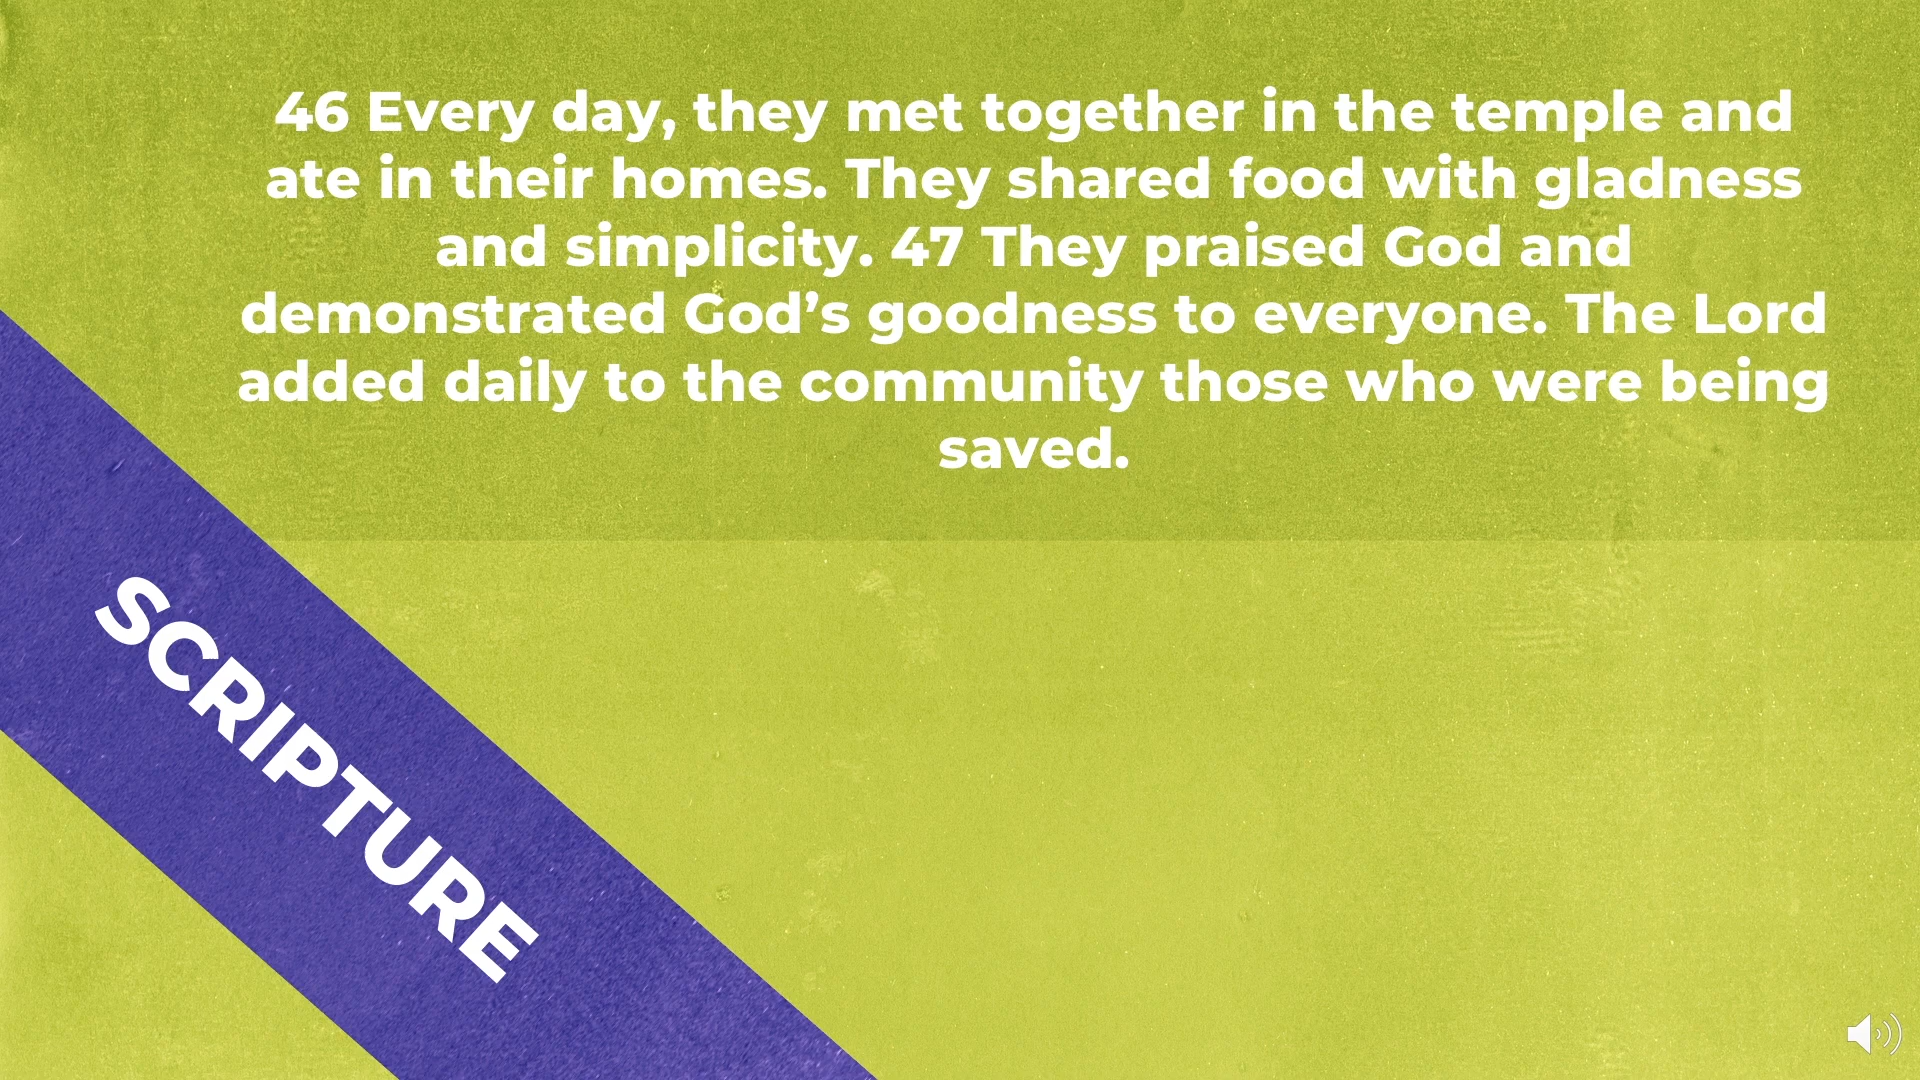 46 Every day, they met together in the temple and
ate in their homes. They shared food with gladness
and simplicity. 47 They praised God and
demonstrated God’s goodness to everyone. The Lord
added daily to the community those who were being
saved.
SCRIPTURE